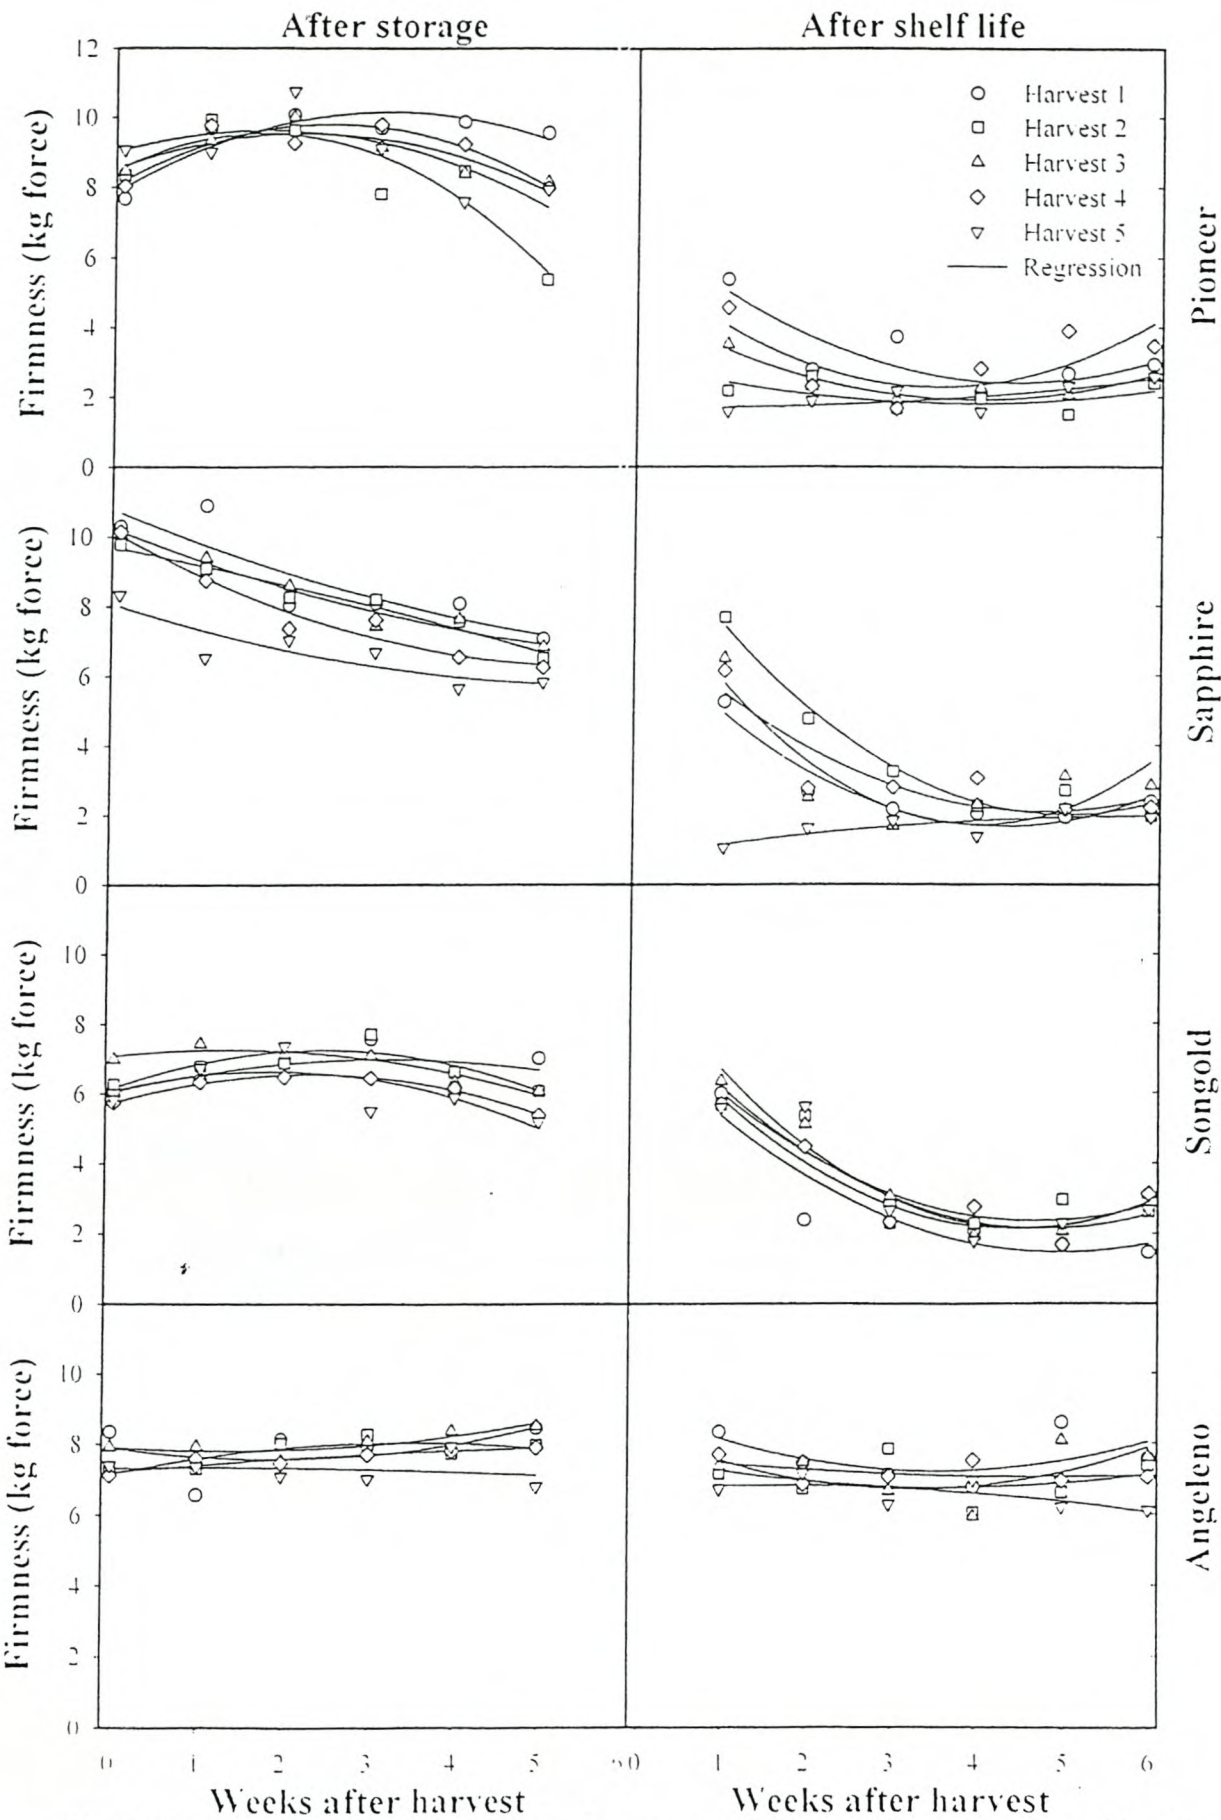 After storage After shelf life
12
10
8
6
4
2
0
Firmness (kg force)
Harvest 1
Harvest 2
Harvest 3
Harvest 4
Harvest 5
Regression
Pioneer
10
8
6
4
2
0
Firmness (kg force)
Sapphire
10
8
6
4
2
0
Firmness (kg force)
Songold
10
8
6
4
2
0
Firmness (kg force)
Angeleno
0 1 2 3 4 5 0 1 2 3 4 5 6
Weeks after harvest Weeks after harvest